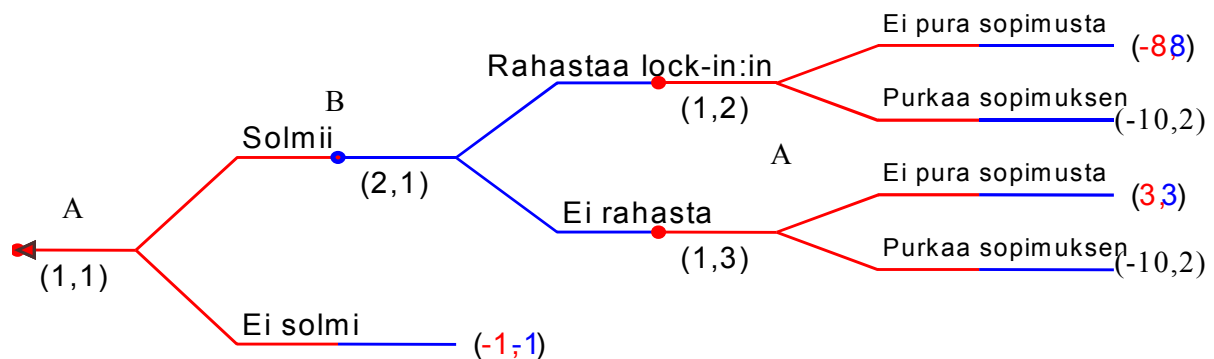 Ei pura sopimusta
(-8,8)
Rahastaa lock-in:in
B
(1,2)
Purkaa sopimuksen
(-10,2)
Solmii
(2,1)
A
Ei pura sopimusta
(3,3)
A
Ei rahasta
(1,3)
Purkaa sopimuksen
(-10,2)
(1,1)
Ei solmi
(-1,-1)